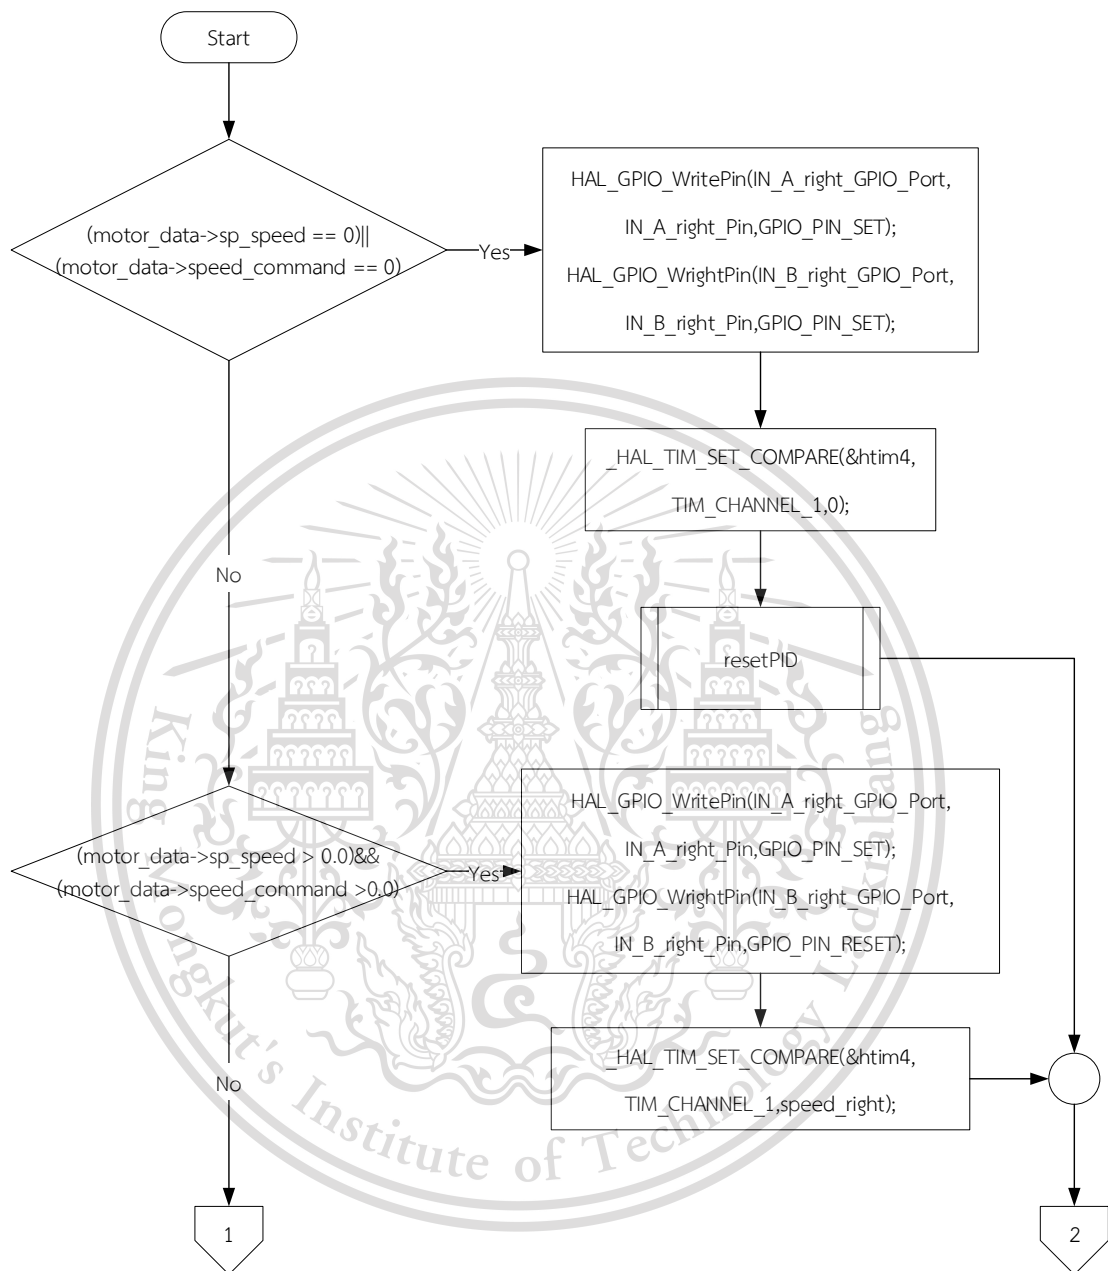 Start
(motor_data->sp_speed == 0)||
(motor_data->speed_command == 0)
Yes
HAL_GPIO_WritePin(IN_A_right_GPIO_Port,
IN_A_right_Pin,GPIO_PIN_SET);
HAL_GPIO_WrightPin(IN_B_right_GPIO_Port,
IN_B_right_Pin,GPIO_PIN_SET);
_HAL_TIM_SET_COMPARE(&htim4,
TIM_CHANNEL_1,0);
No
resetPID
(motor_data->sp_speed > 0.0)&&
(motor_data->speed_command >0.0)
Yes
HAL_GPIO_WritePin(IN_A_right_GPIO_Port,
IN_A_right_Pin,GPIO_PIN_SET);
HAL_GPIO_WrightPin(IN_B_right_GPIO_Port,
IN_B_right_Pin,GPIO_PIN_RESET);
_HAL_TIM_SET_COMPARE(&htim4,
TIM_CHANNEL_1,speed_right);
No
1
2
King Mongkut's Institute of Technology Ladkrabang